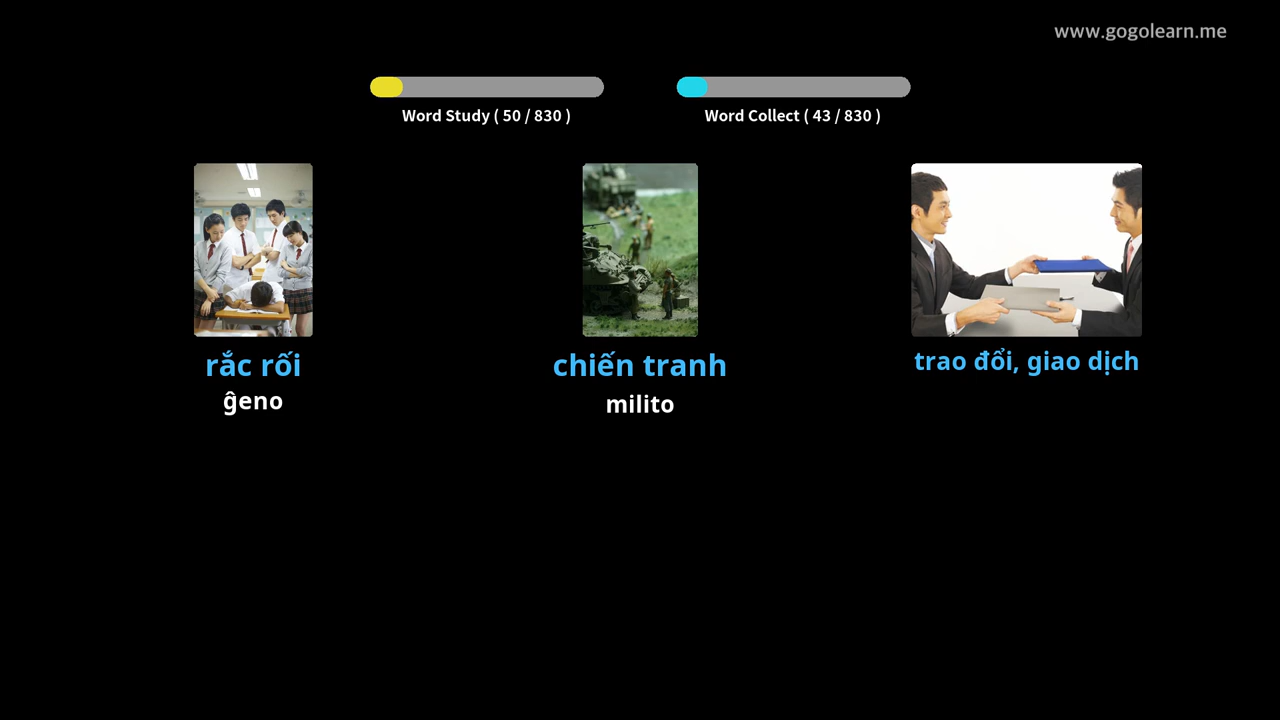 www.gogolearn.me
Word Study ( 50 / 830 )
Word Collect ( 43 / 830 )
rắc rối
ĝeno
chiến tranh
milito
trao đổi, giao dịch